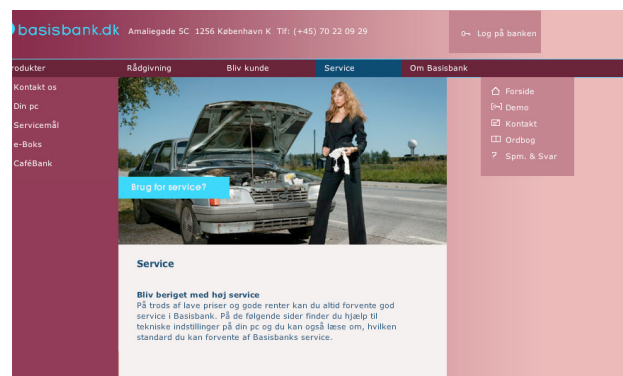 basisbank.dk Amaliegade 5C 1256 København K Tlf: (+45) 70 22 09 29
Log på banken
rodukter Rådgivning Bliv kunde Service Om Basisbank
Kontakt os
Din pc
Servicemål
e-Boks
CaféBank
Forside
Demo
Kontakt
Ordbog
Spm. & Svar
Brug for service?
Service
Bliv beriget med høj service
På trods af lave priser og gode renter kan du altid forvente god
service i Basisbank. På de følgende sider finder du hjælp til
tekniske indstillinger på din pc og du kan også læse om, hvilken
standard du kan forvente af Basisbanks service.